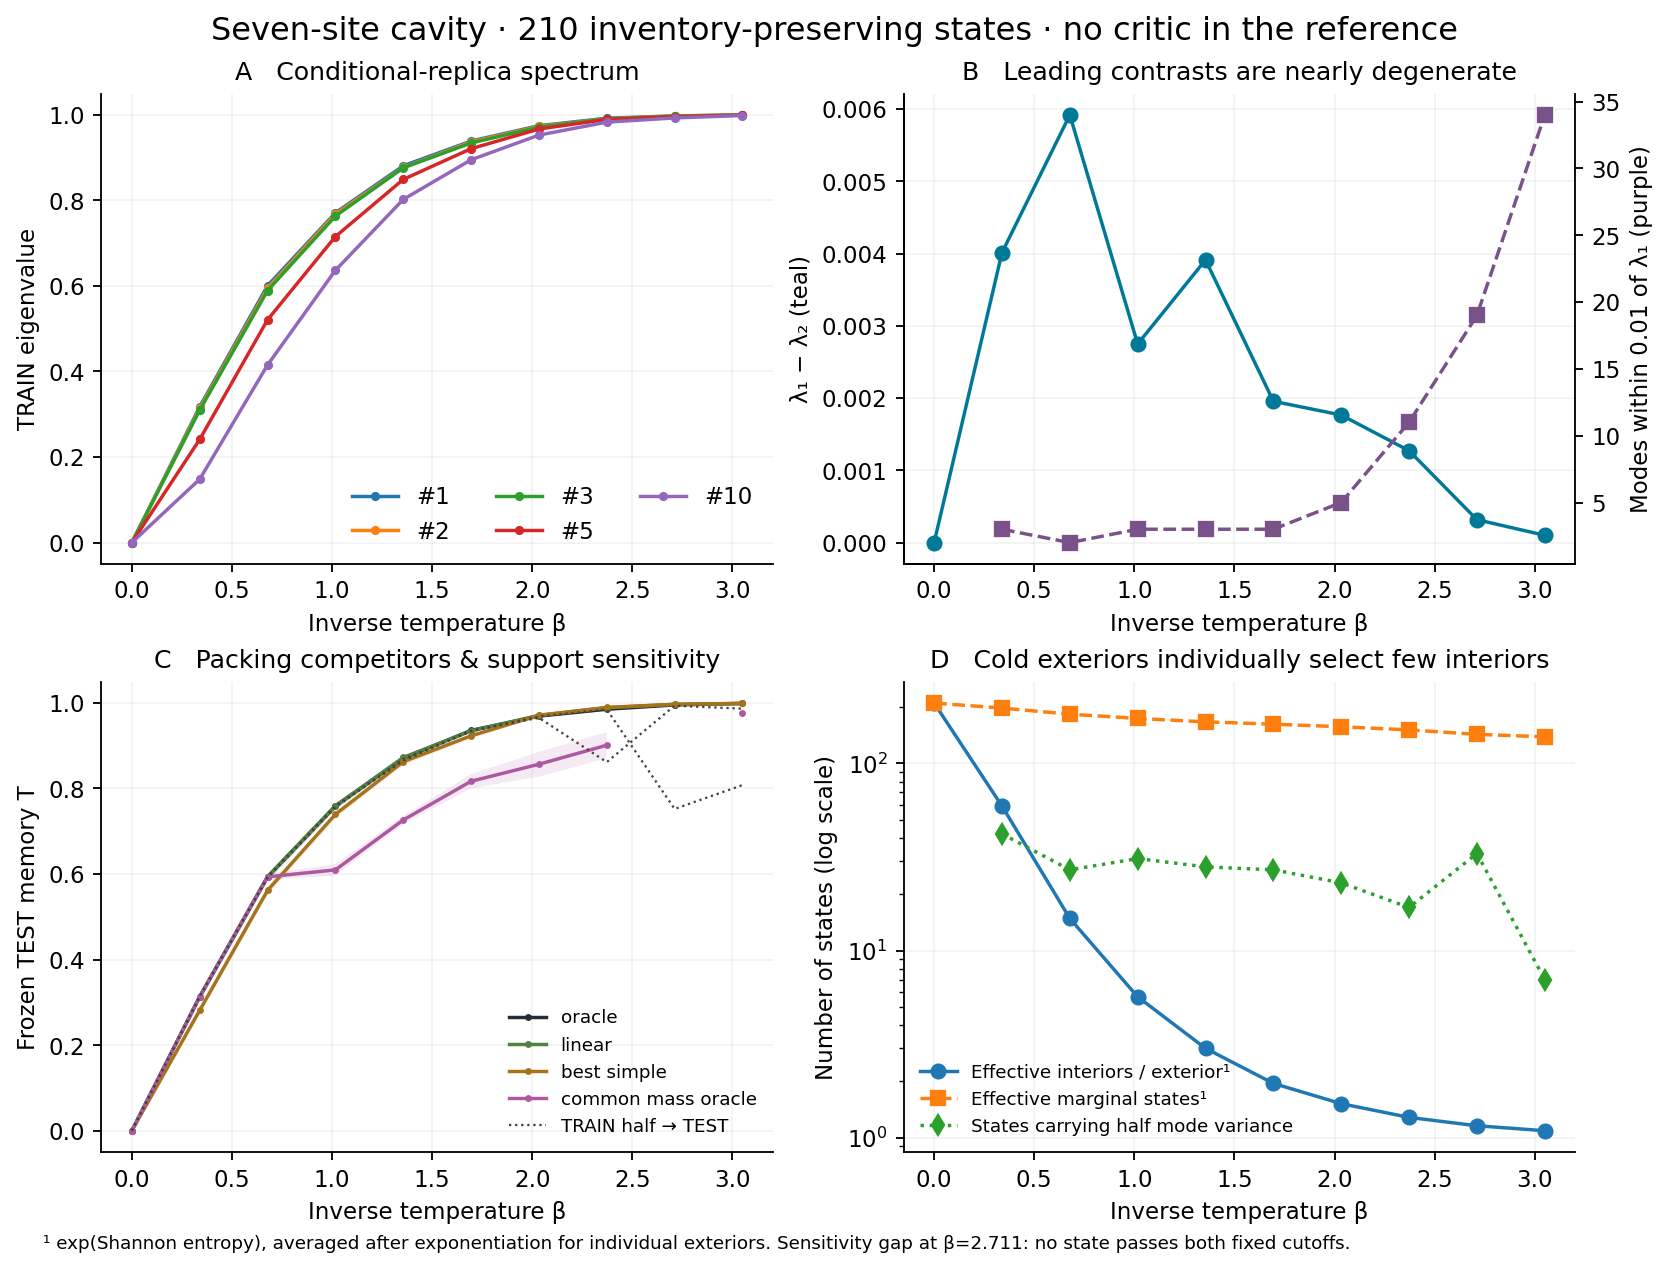 Seven-site cavity · 210 inventory-preserving states · no critic in the reference
A Conditional-replica spectrum
TRAIN eigenvalue
1.0
0.8
0.6
0.4
0.2
0.0
#1
#2
#3
#5
#10
0.0 0.5 1.0 1.5 2.0 2.5 3.0
Inverse temperature β
B Leading contrasts are nearly degenerate
λ₁ − λ₂ (teal)
0.006
0.005
0.004
0.003
0.002
0.001
0.000
35
30
25
20
15
10
5
Modes within 0.01 of λ₁ (purple)
0.0 0.5 1.0 1.5 2.0 2.5 3.0
Inverse temperature β
C Packing competitors & support sensitivity
Frozen TEST memory T
1.0
0.8
0.6
0.4
0.2
0.0
oracle
linear
best simple
common mass oracle
TRAIN half → TEST
0.0 0.5 1.0 1.5 2.0 2.5 3.0
Inverse temperature β
D Cold exteriors individually select few interiors
Number of states (log scale)
10²
10¹
10⁰
Effective interiors / exterior¹
Effective marginal states¹
States carrying half mode variance
0.0 0.5 1.0 1.5 2.0 2.5 3.0
Inverse temperature β
¹ exp(Shannon entropy), averaged after exponentiation for individual exteriors. Sensitivity gap at β=2.711: no state passes both fixed cutoffs.